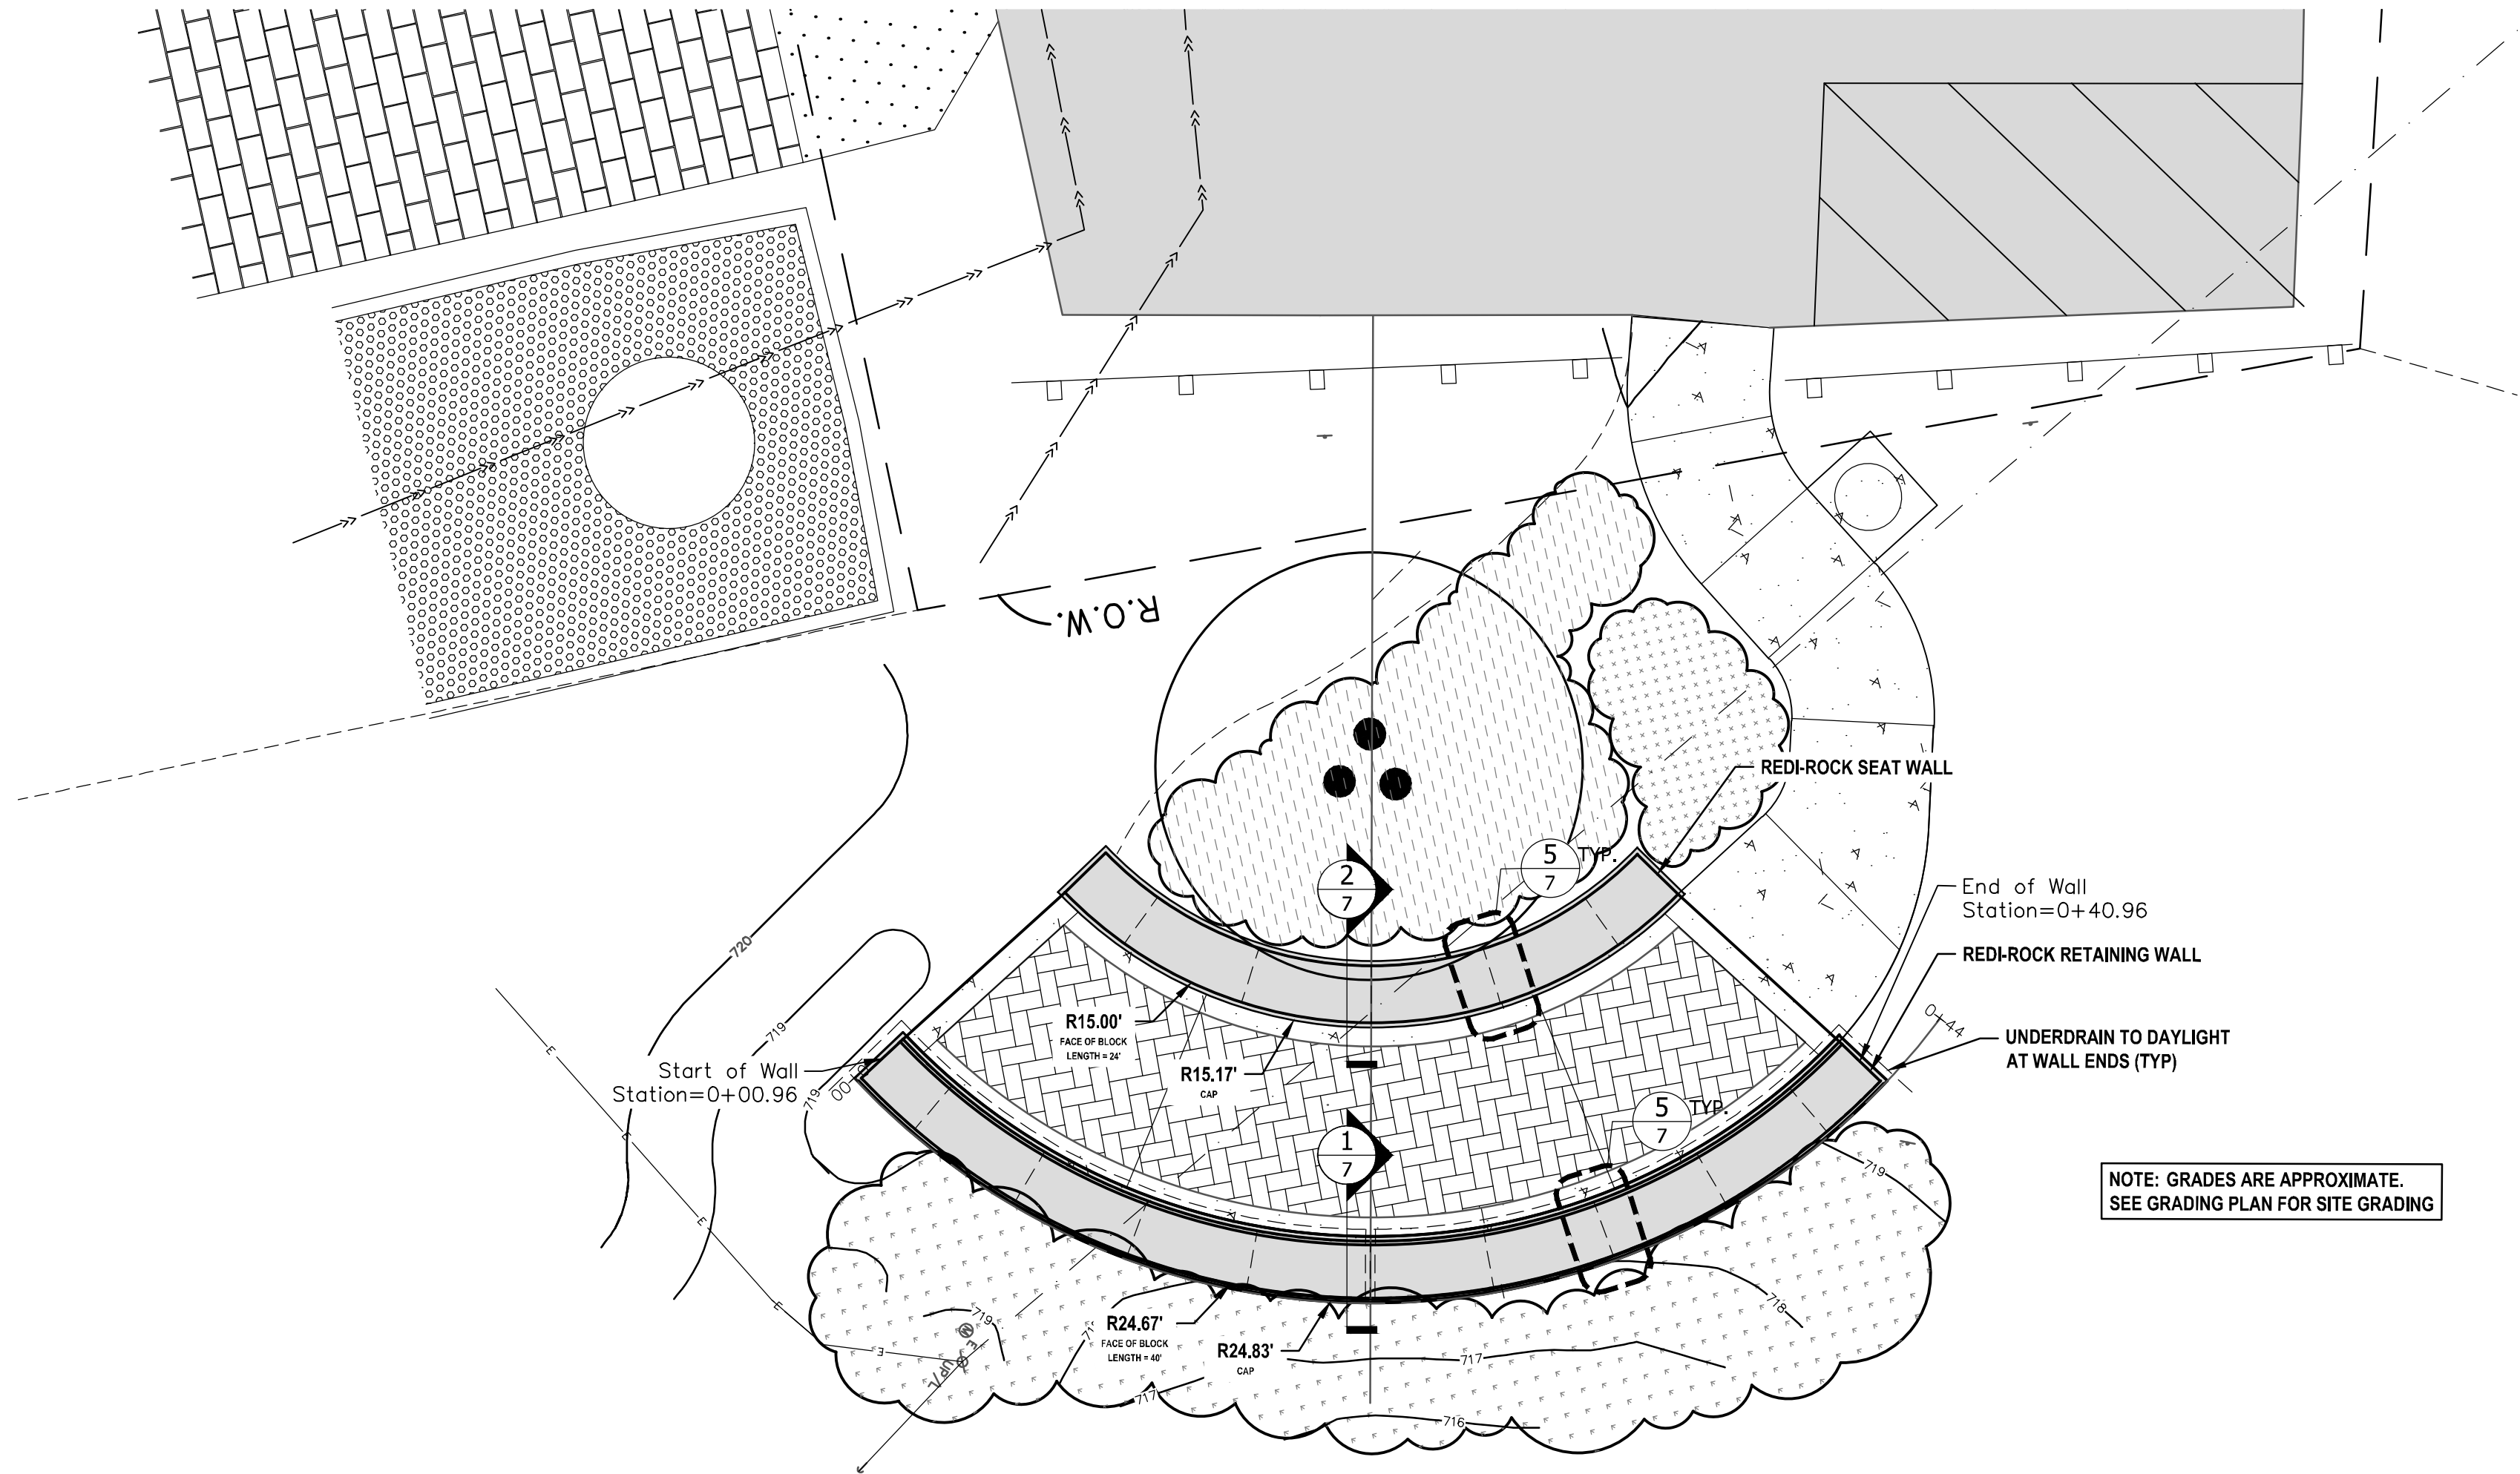 R.O.W.
REDI-ROCK SEAT WALL
5
7
TYP.
2
7
End of Wall
Station=0+40.96
REDI-ROCK RETAINING WALL
0+44
UNDERDRAIN TO DAYLIGHT
AT WALL ENDS (TYP)
720
719
719
Start of Wall
Station=0+00.96
R15.00'
FACE OF BLOCK
LENGTH = 24'
R15.17'
CAP
5
7
TYP.
1
7
719
NOTE: GRADES ARE APPROXIMATE.
SEE GRADING PLAN FOR SITE GRADING
E
E
E
E
E
719
718
R24.67'
FACE OF BLOCK
LENGTH = 40'
R24.83'
CAP
717
717
716
M
E
UP/L